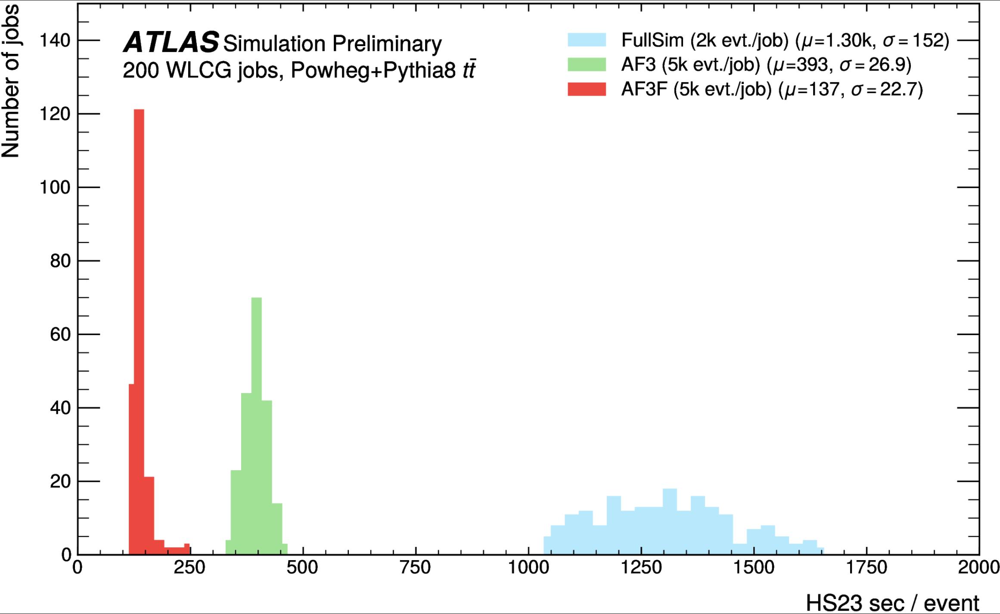 Number of jobs
ATLAS Simulation Preliminary
200 WLCG jobs, Powheg+Pythia8 tt̄
FullSim (2k evt./job) (μ=1.30k, σ = 152)
AF3 (5k evt./job) (μ=393, σ = 26.9)
AF3F (5k evt./job) (μ=137, σ = 22.7)
140
120
100
80
60
40
20
0
0 250 500 750 1000 1250 1500 1750 2000
HS23 sec / event